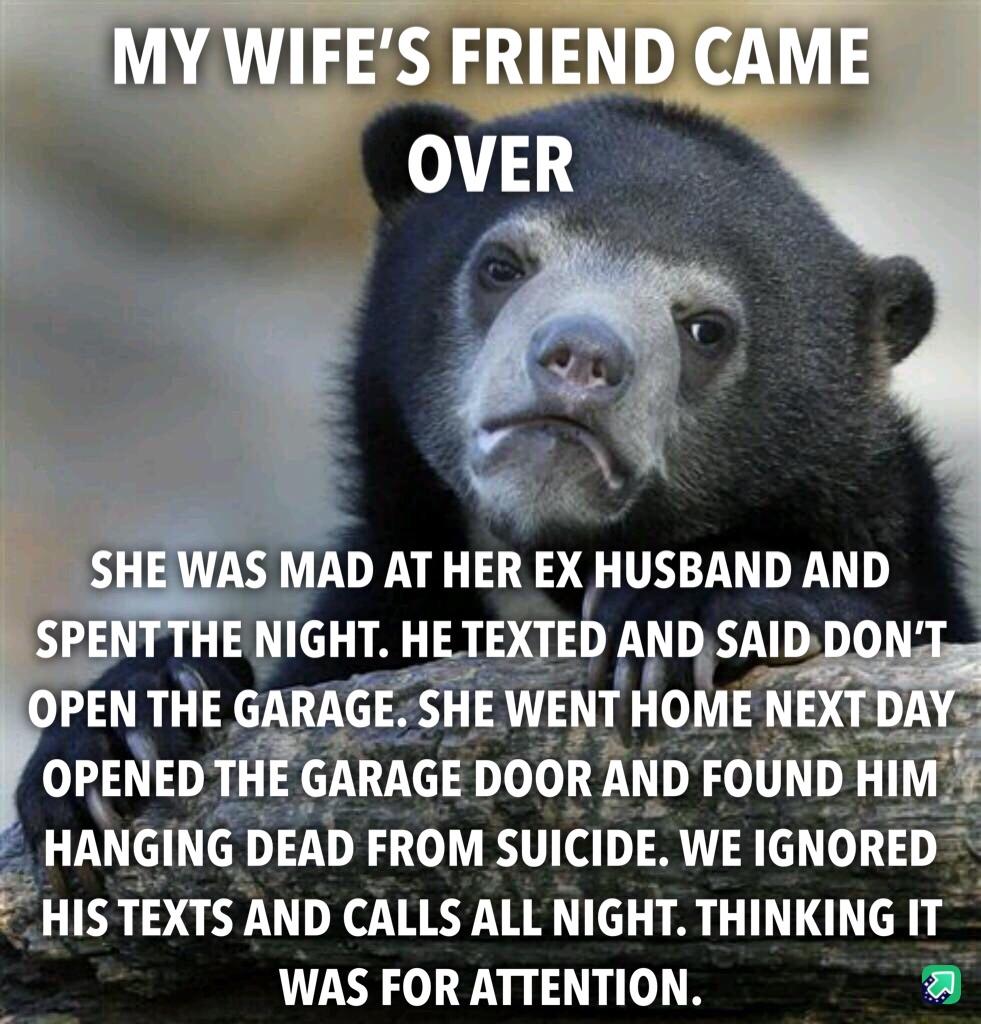 MY WIFE’S FRIEND CAME
OVER
SHE WAS MAD AT HER EX HUSBAND AND
SPENT THE NIGHT. HE TEXTED AND SAID DON’T
OPEN THE GARAGE. SHE WENT HOME NEXT DAY
OPENED THE GARAGE DOOR AND FOUND HIM
HANGING DEAD FROM SUICIDE. WE IGNORED
HIS TEXTS AND CALLS ALL NIGHT. THINKING IT
WAS FOR ATTENTION.